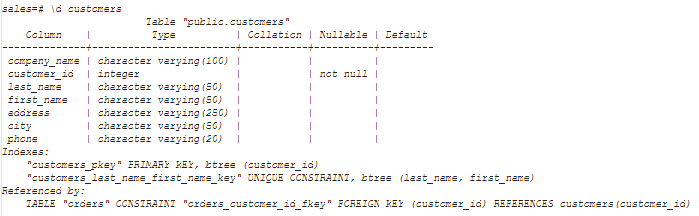 sales=# \d customers
Table "public.customers"
Column | Type | Collation | Nullable | Default
--------------+------------------------+-----------+----------+---------
company_name | character varying(100) | | |
customer_id | integer | | not null |
last_name | character varying(50) | | |
first_name | character varying(50) | | |
address | character varying(250) | | |
city | character varying(50) | | |
phone | character varying(20) | | |
Indexes:
"customers_pkey" PRIMARY KEY, btree (customer_id)
"customers_last_name_first_name_key" UNIQUE CONSTRAINT, btree (last_name, first_name)
Referenced by:
TABLE "orders" CONSTRAINT "orders_customer_id_fkey" FOREIGN KEY (customer_id) REFERENCES customers(customer_id)